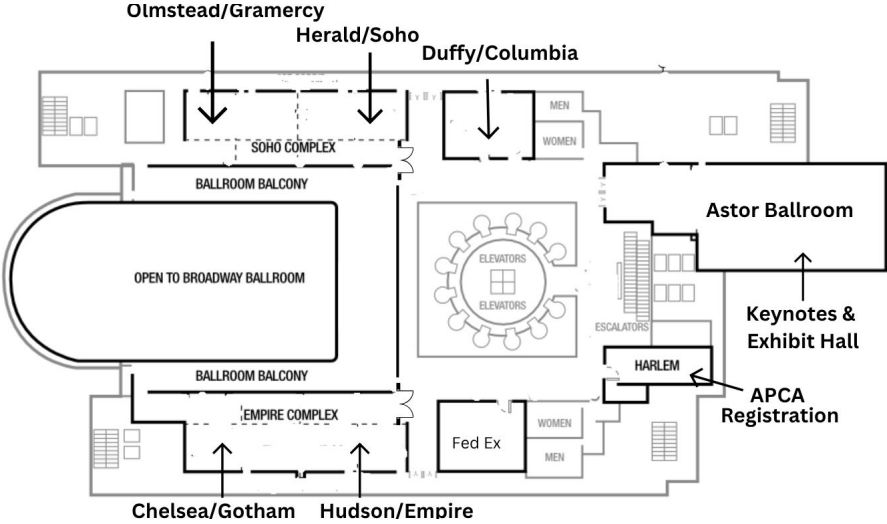 Olmstead/Gramercy
Herald/Soho
Duffy/Columbia
MEN
WOMEN
SOHO COMPLEX
BALLROOM BALCONY
Astor Ballroom
ELEVATORS
OPEN TO BROADWAY BALLROOM
ELEVATORS
Keynotes &
Exhibit Hall
ESCALATORS
HARLEM
BALLROOM BALCONY
APCA
Registration
EMPIRE COMPLEX
WOMEN
Fed Ex
MEN
Chelsea/Gotham
Hudson/Empire